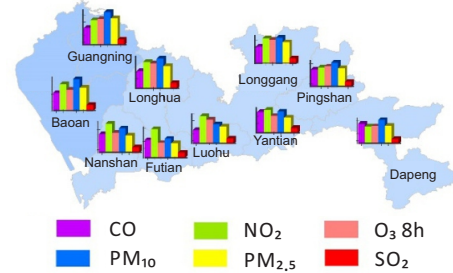 Guangning
Longhua
Longgang
Pingshan
Baoan
Nanshan
Futian
Luohu
Yantian
Dapeng
CO
NO₂
O₃ 8h
PM₁₀
PM₂.₅
SO₂